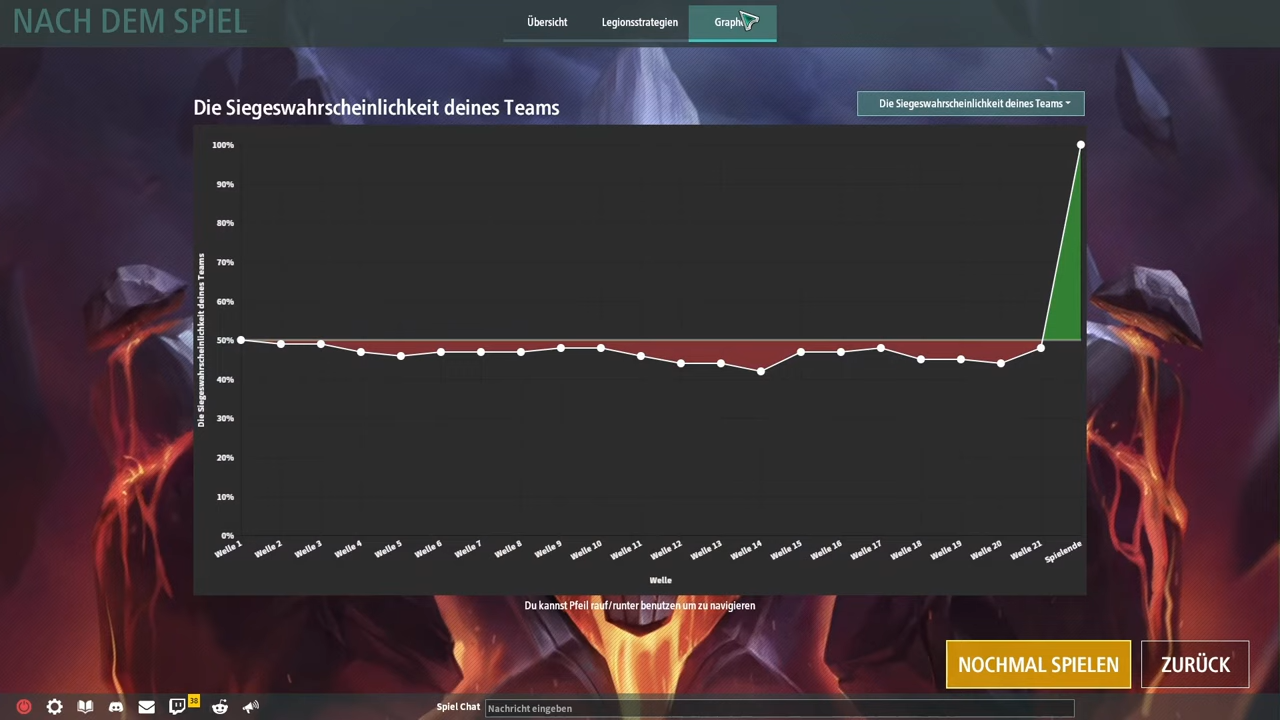 NACH DEM SPIEL
Übersicht
Legionsstrategien
Die Siegeswahrscheinlichkeit deines Teams
Die Siegeswahrscheinlichkeit deines Teams
Die Siegeswahrscheinlichkeit deines Teams
100%
90%
80%
70%
60%
50%
40%
30%
20%
10%
0%
Welle 1
Welle 2
Welle 3
Welle 4
Welle 5
Welle 6
Welle 7
Welle 8
Welle 9
Welle 10
Welle 11
Welle 12
Welle 13
Welle 14
Welle 15
Welle 16
Welle 17
Welle 18
Welle 19
Welle 20
Welle 21
Spielende
Welle
Du kannst Pfeil rauf/runter benutzen um zu navigieren
NOCHMAL SPIELEN
ZURÜCK
38
Spiel Chat
Nachricht eingeben